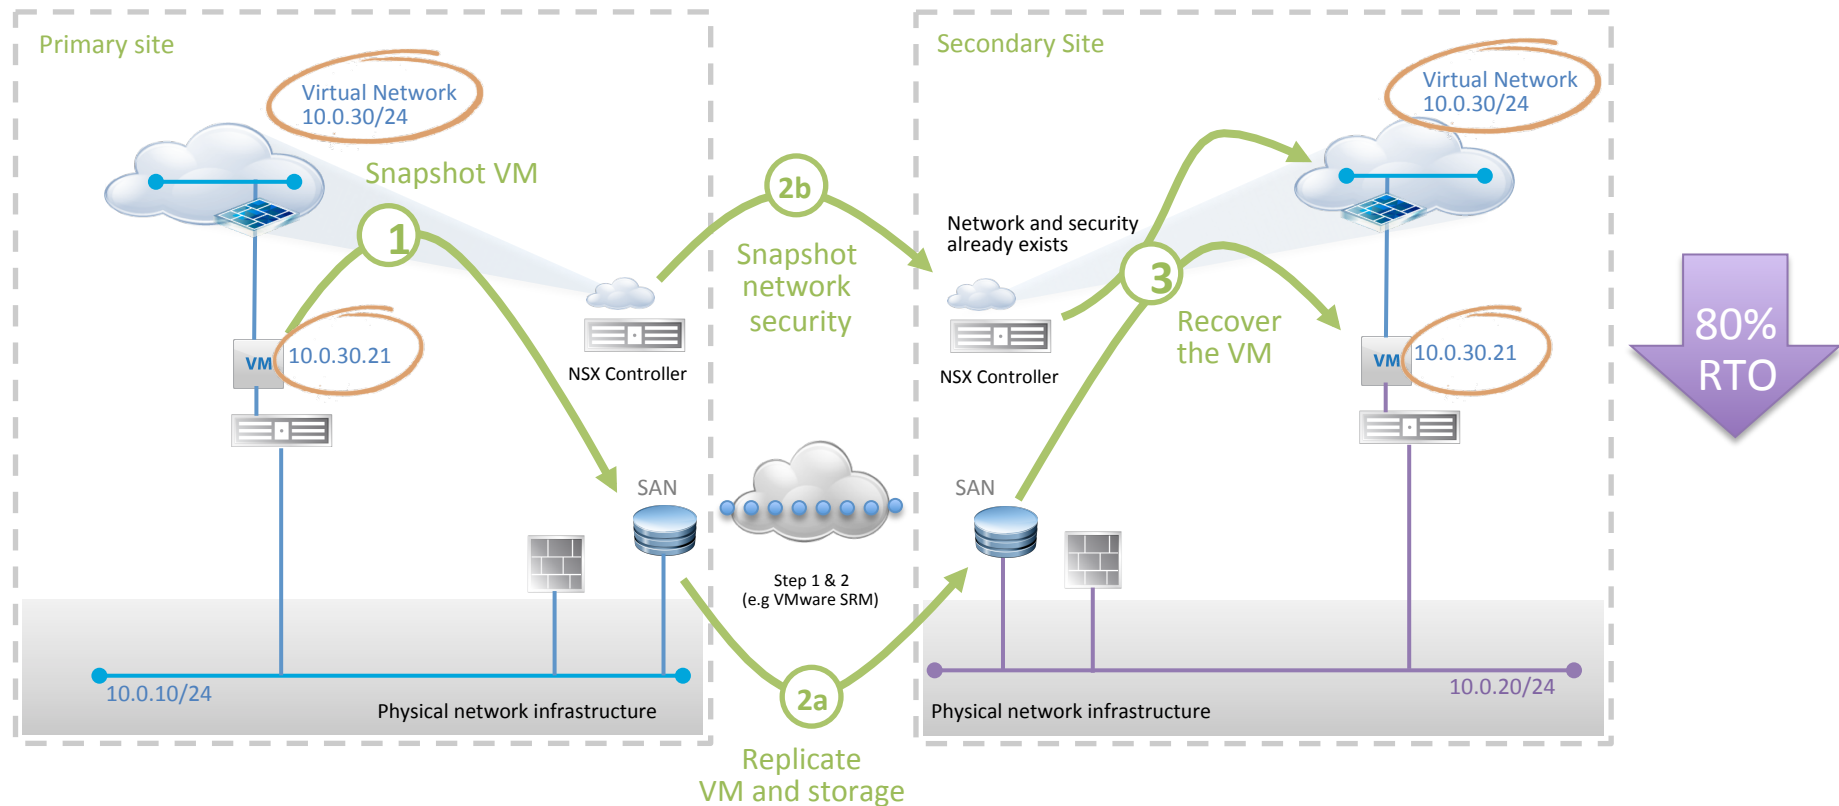 Primary site
Virtual Network
10.0.30/24
Snapshot VM
1
VM
10.0.30.21
NSX Controller
SAN
10.0.10/24
Physical network infrastructure
2b
Snapshot
network
security
Step 1 & 2
(e.g VMware SRM)
2a
Replicate
VM and storage
Secondary Site
Virtual Network
10.0.30/24
Network and security
already exists
3
Recover
the VM
NSX Controller
VM
10.0.30.21
SAN
10.0.20/24
Physical network infrastructure
80%
RTO